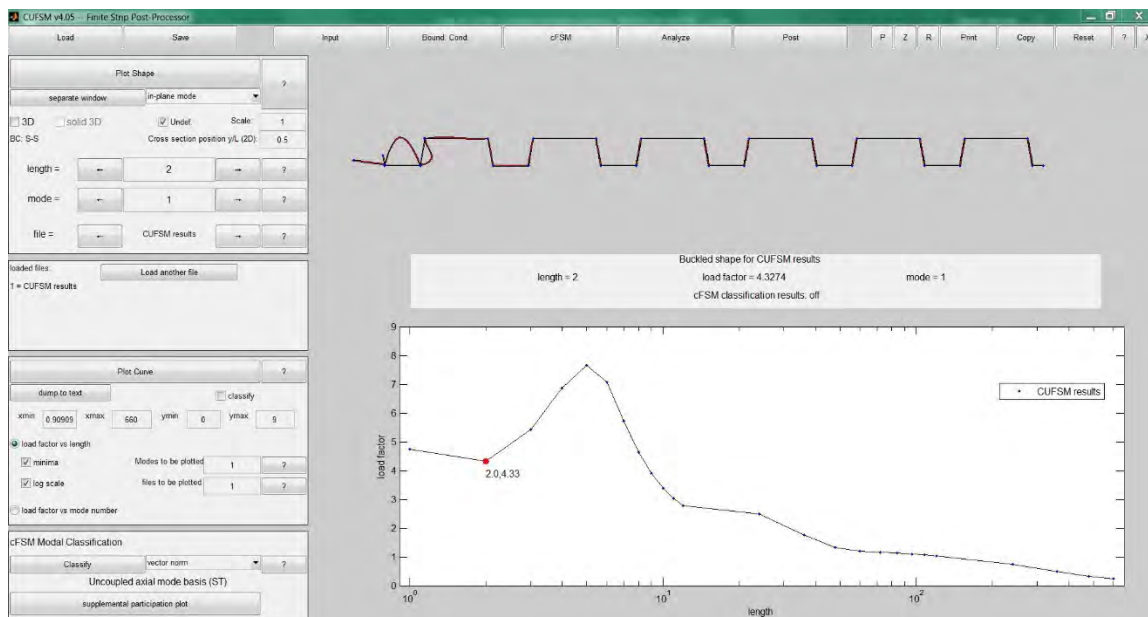 CUFSM v4.05 -- Finite Strip Post-Processor
Load Save Input Bound. Cond. cFSM Analyze Post P Z R Print Copy Reset ? X
Plot Shape ?
separate window in-plane mode
3D solid 3D Undef. Scale: 1
BC: S-S Cross section position y/L (2D): 0.5
length = ← 2 → ?
mode = ← 1 → ?
file = ← CUFSM results → ?
loaded files: Load another file
1 = CUFSM results
Buckled shape for CUFSM results
length = 2 load factor = 4.3274 mode = 1
cFSM classification results: off
Plot Curve ?
dump to text classify
xmin 0.90909 xmax 660 ymin 0 ymax 9
load factor vs length
minima Modes to be plotted 1 ?
log scale files to be plotted 1 ?
load factor vs mode number
cFSM Modal Classification
Classify vector norm ?
Uncoupled axial mode basis (ST)
supplemental participation plot
9
8
7
6
5
4
3
2
1
0
load factor
CUFSM results
2.0,4.33
10⁰ 10¹ 10²
length